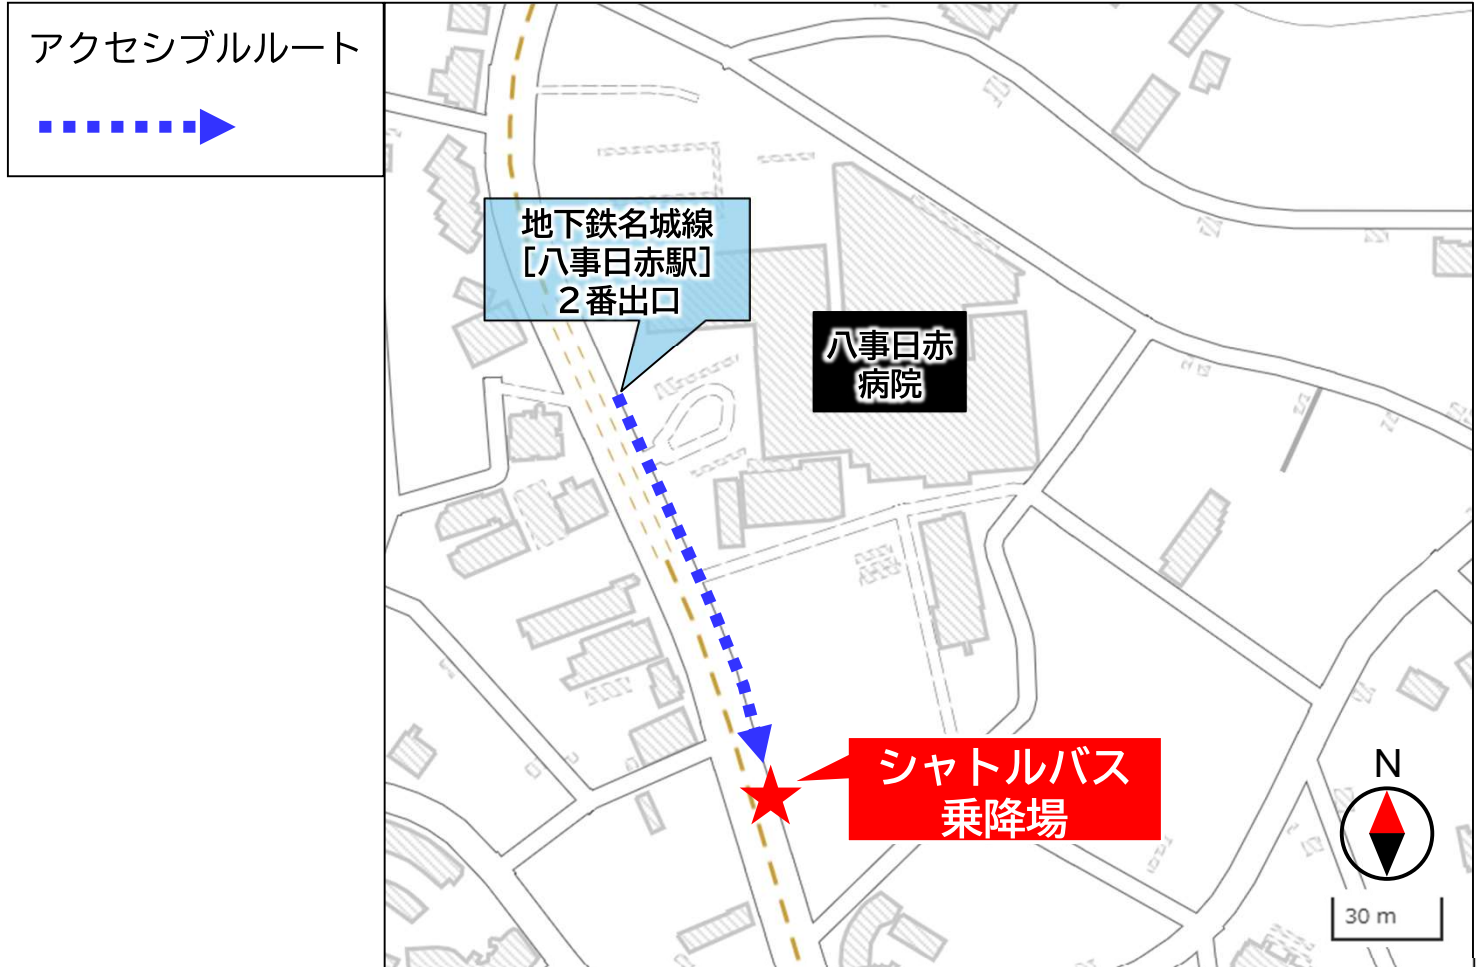 アクセシブルルート
地下鉄名城線
［八事日赤駅］
２番出口
八事日赤
病院
シャトルバス
乗降場
N
30 m